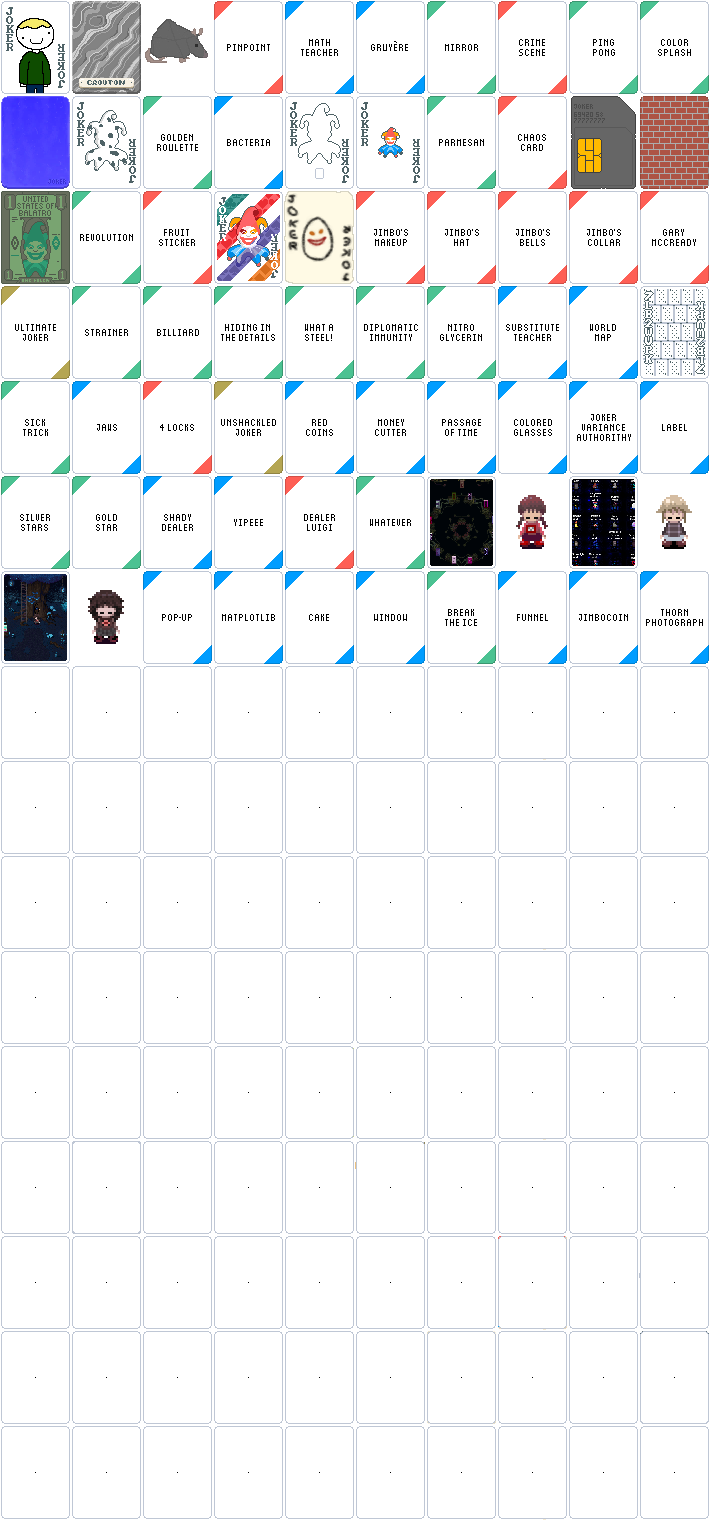 JOKER
JOKER
CROUTON
PINPOINT
MATH
TEACHER
GRUYÈRE
MIRROR
CRIME
SCENE
PING
PONG
COLOR
SPLASH
JOKER
JOKER
JOKER
GOLDEN
ROULETTE
BACTERIA
JOKER
JOKER
JOKER
JOKER
PARMESAN
CHAOS
CARD
JOKER
UNITED
STATES OF
BALATRO
REVOLUTION
FRUIT
STICKER
JOKER
JOKER
JOKER
JOKER
JIMBO'S
MAKEUP
JIMBO'S
HAT
JIMBO'S
BELLS
JIMBO'S
COLLAR
GARY
MCCREADY
ULTIMATE
JOKER
STRAINER
BILLIARD
HIDING IN
THE DETAILS
WHAT A
STEEL!
DIPLOMATIC
IMMUNITY
NITRO
GLYCERIN
SUBSTITUTE
TEACHER
WORLD
MAP
SICK
TRICK
JAWS
4 LOCKS
UNSHACKLED
JOKER
RED
COINS
MONEY
CUTTER
PASSAGE
OF TIME
COLORED
GLASSES
JOKER
VARIANCE
AUTHORITHY
LABEL
SILVER
STARS
GOLD
STAR
SHADY
DEALER
YIPEEE
DEALER
LUIGI
WHATEVER
POP-UP
MATPLOTLIB
CAKE
WINDOW
BREAK
THE ICE
FUNNEL
JIMBOCOIN
THORN
PHOTOGRAPH